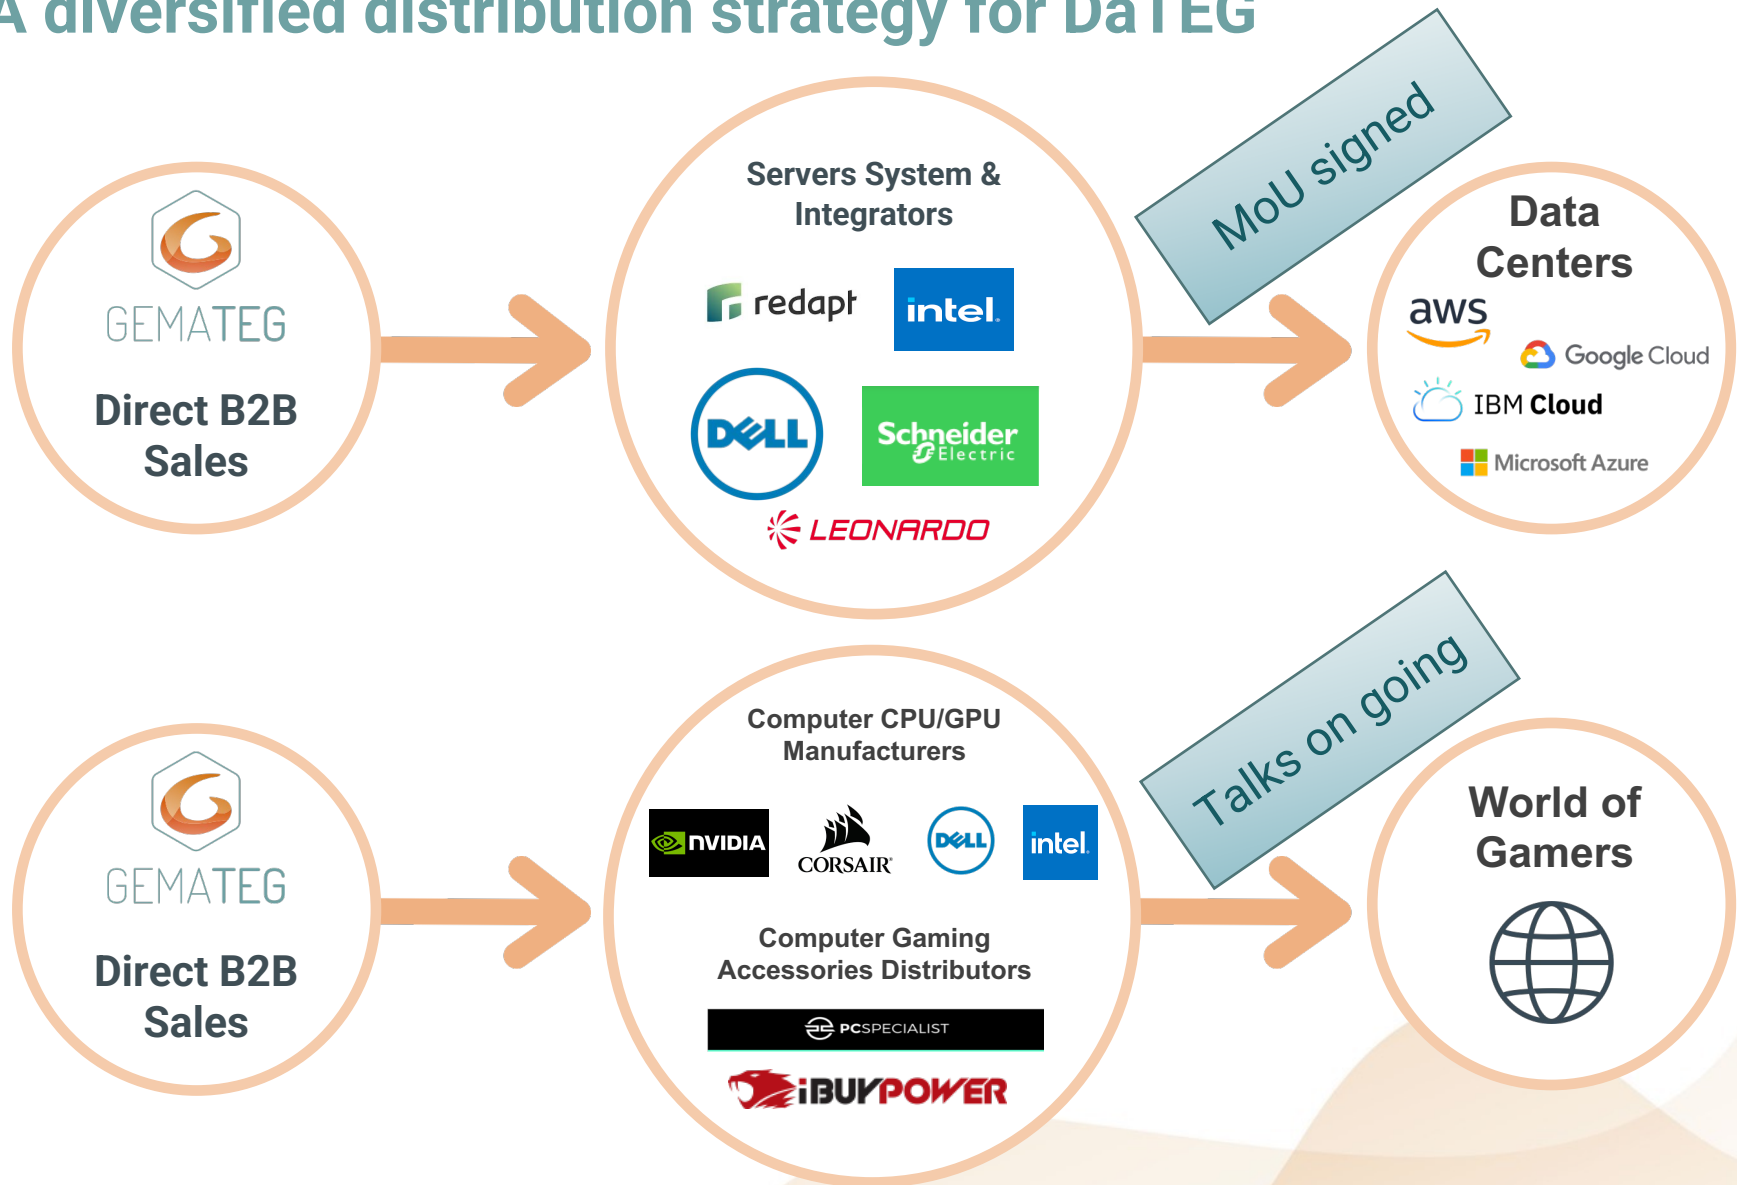 A diversified distribution strategy for DaTEG
GEMATEG
Direct B2B
Sales
Servers System &
Integrators
redapt
intel.
DELL
Schneider
Electric
LEONARDO
MoU signed
Data
Centers
aws
Google Cloud
IBM Cloud
Microsoft Azure
GEMATEG
Direct B2B
Sales
Computer CPU/GPU
Manufacturers
NVIDIA
CORSAIR
DELL
intel.
Computer Gaming
Accessories Distributors
PCSPECIALIST
iBUYPOWER
Talks on going
World of
Gamers